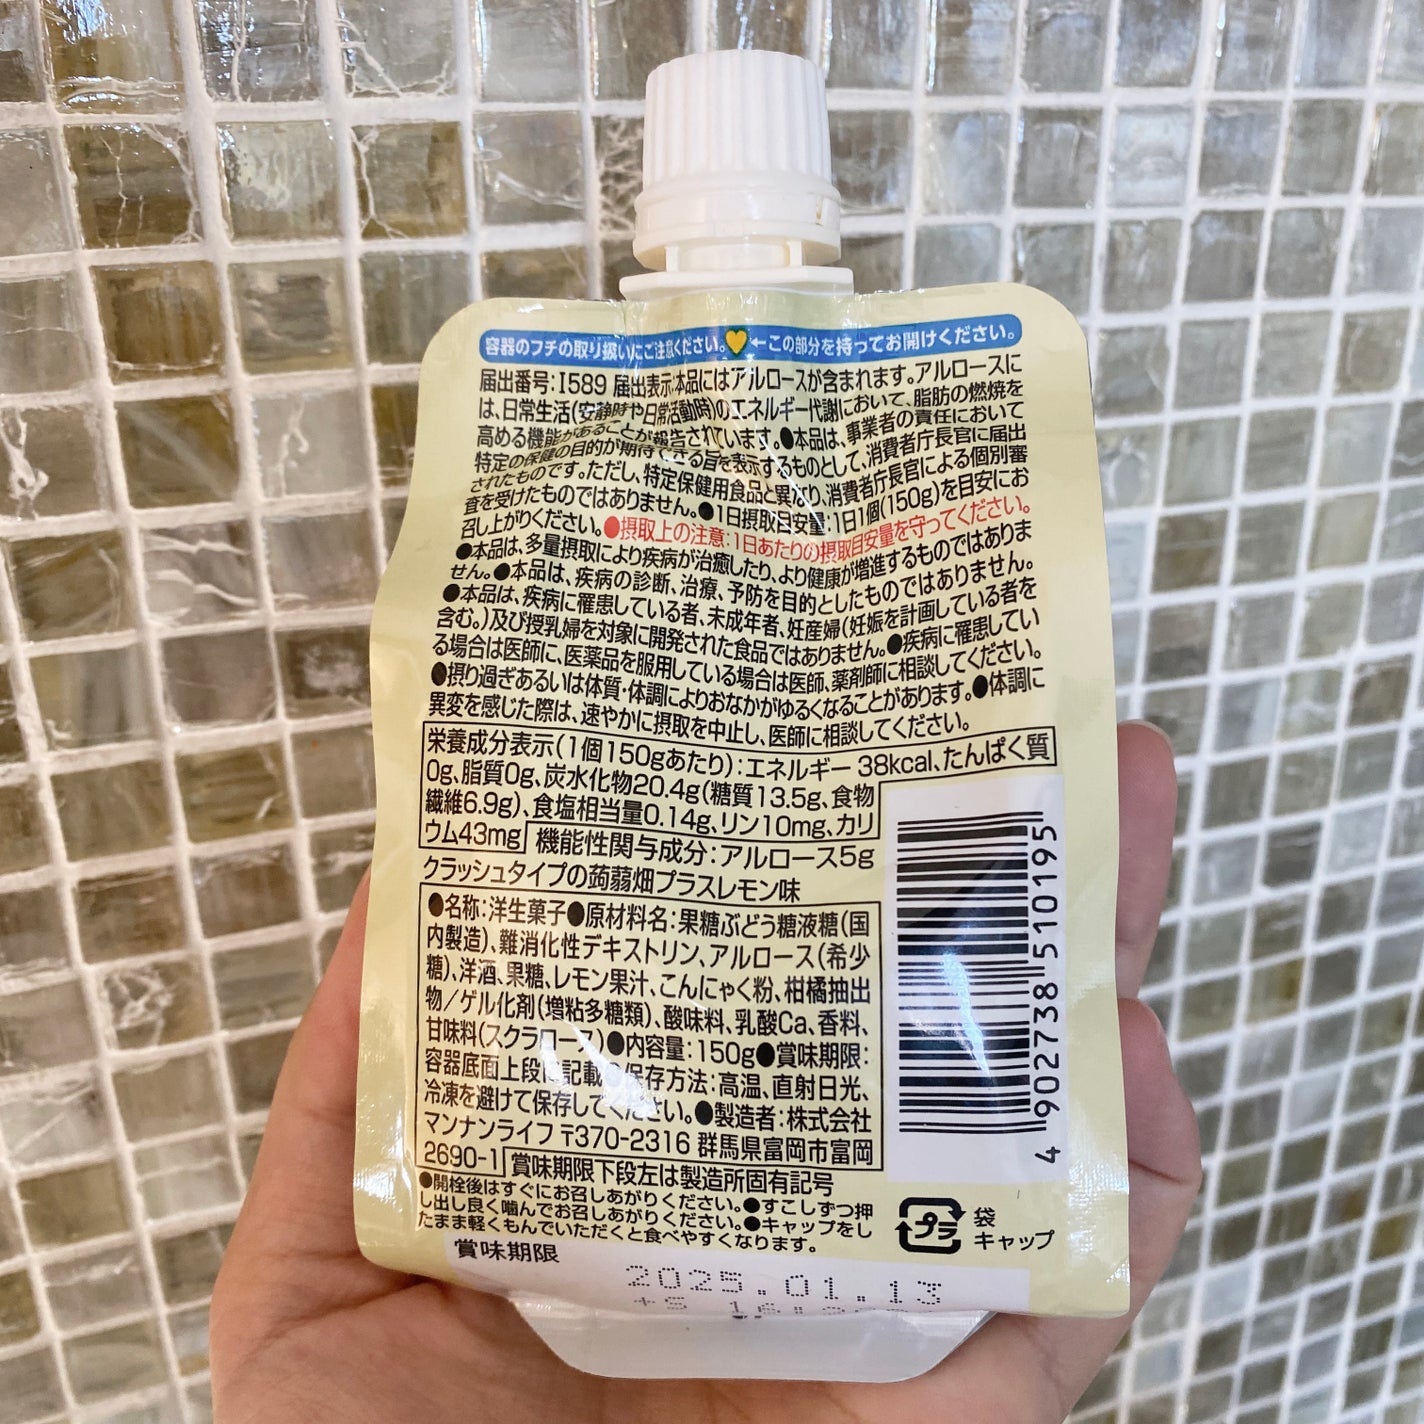 容器のフチの取り扱いにご注意ください。💛←この部分を持ってお開けください。
届出番号:I589 届出表示:本品にはアルロースが含まれます。アルロースに
は、日常生活(安静時や日常活動時)のエネルギー代謝において、脂肪の燃焼を
高める機能があることが報告されています。●本品は、事業者の責任において
特定の保健の目的が期待できる旨を表示するものとして、消費者庁長官に届出
されたものです。ただし、特定保健用食品と異なり、消費者庁長官による個別審
査を受けたものではありません。●1日摂取目安量:1日1個(150g)を目安にお
召し上がりください。●摂取上の注意:1日あたりの摂取目安量を守ってください。
●本品は、多量摂取により疾病が治癒したり、より健康が増進するものではありま
せん。●本品は、疾病の診断、治療、予防を目的としたものではありません。
●本品は、疾病に罹患している者、未成年者、妊産婦(妊娠を計画している者を
含む。)及び授乳婦を対象に開発された食品ではありません。●疾病に罹患してい
る場合は医師に、医薬品を服用している場合は医師、薬剤師に相談してください。
●摂り過ぎあるいは体質・体調によりおなかがゆるくなることがあります。●体調に
異変を感じた際は、速やかに摂取を中止し、医師に相談してください。
栄養成分表示(1個150gあたり):エネルギー 38kcal、たんぱく質
0g、脂質0g、炭水化物20.4g(糖質13.5g、食物
繊維6.9g)、食塩相当量0.14g、リン10mg、カリ
ウム43mg 機能性関与成分:アルロース5g
クラッシュタイプの蒟蒻畑プラスレモン味
●名称:洋生菓子●原材料名:果糖ぶどう糖液糖(国
内製造)、難消化性デキストリン、アルロース(希少
糖)、洋酒、果糖、レモン果汁、こんにゃく粉、柑橘抽出
物/ゲル化剤(増粘多糖類)、酸味料、乳酸Ca、香料、
甘味料(スクラロース)●内容量:150g●賞味期限:
容器底面上段に記載●保存方法:高温、直射日光、
冷凍を避けて保存してください。●製造者:株式会社
マンナンライフ 〒370-2316 群馬県富岡市富岡
2690-1 賞味期限下段左は製造所固有記号
●開栓後はすぐにお召しあがりください。●すこしずつ押
し出し良く噛んでお召しあがりください。●キャップをし
たまま軽くもんでいただくと食べやすくなります。
4 902738 510195
プラ 袋
キャップ
賞味期限
2025.01.13
+S